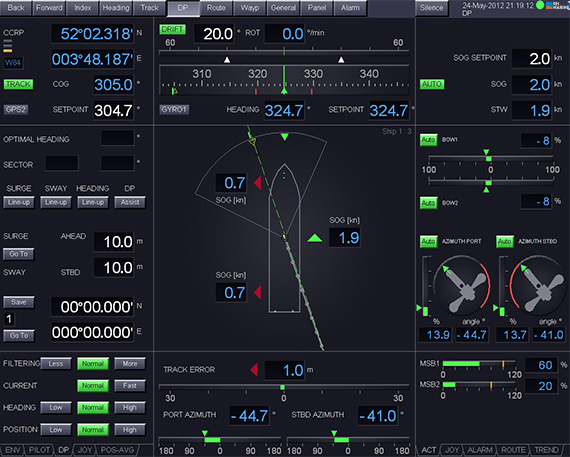 Back Forward Index Heading Track DP Route Wayp General Panel Alarm Silence 24-May-2012 21:19:12
DP
CCRP 52°02.318' N
003°48.187' E
W84
TRACK COG 305.0 °
GPS2 SETPOINT 304.7 °
DRIFT 20.0 ° ROT 0.0 °/min
60 60
310 320 330 340
GYRO1 HEADING 324.7 ° SETPOINT 324.7 °
SOG SETPOINT 2.0 kn
AUTO SOG 2.0 kn
STW 1.9 kn
OPTIMAL HEADING °
SECTOR °
SURGE SWAY HEADING DP
Line-up Line-up Line-up Assist
SURGE AHEAD 10.0 m
Go To
SWAY STBD 10.0 m
Save 00°00.000' N
1
Go To 000°00.000' E
Ship 1 : 3
0.7
SOG [kn]
SOG [kn]
1.9
SOG [kn]
0.7
Auto BOW1 - 8 %
100 0 100
Auto BOW2 - 8 %
Auto AZIMUTH PORT Auto AZIMUTH STBD
% angle ° % angle °
13.9 - 44.7 13.7 - 41.0
FILTERING Less Normal More
CURRENT Normal Fast
HEADING Low Normal High
POSITION Low Normal High
TRACK ERROR 1.0 m
30 0 30
PORT AZIMUTH - 44.7 ° STBD AZIMUTH - 41.0 °
180 90 0 90 180 180 90 0 90 180
MSB1 60 %
0 120
MSB2 20 %
0 120
ENV PILOT DP JOY POS-AVG
ACT JOY ALARM ROUTE TREND